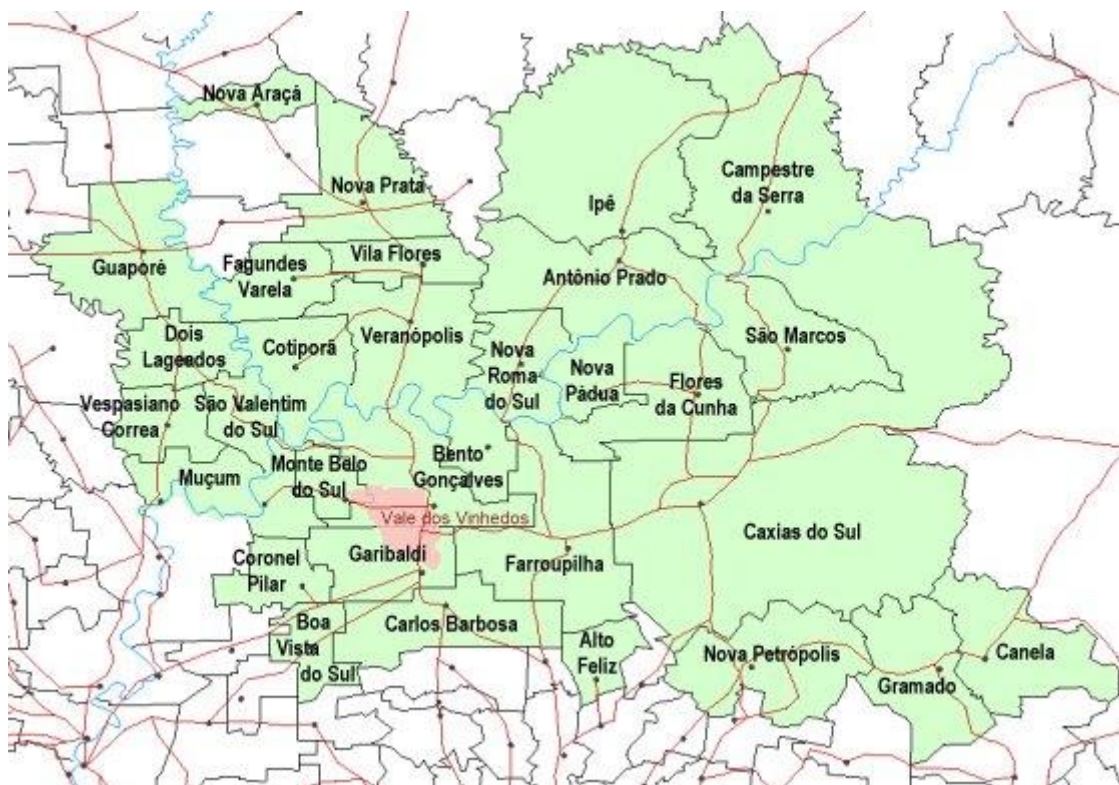 Nova Araçá
Nova Prata
Campestre
da Serra
Ipê
Guaporé
Fagundes
Varela
Vila Flores
Antônio Prado
Dois
Lageados
Cotiporã
Veranópolis
São Marcos
Nova
Roma
do Sul
Nova
Pádua
Flores
da Cunha
Vespasiano
Correa
São Valentim
do Sul
Muçum
Monte Belo
do Sul
Bento
Gonçalves
Vale dos Vinhedos
Caxias do Sul
Coronel
Pilar
Garibaldi
Farroupilha
Boa
Vista
do Sul
Carlos Barbosa
Alto
Feliz
Nova Petrópolis
Gramado
Canela